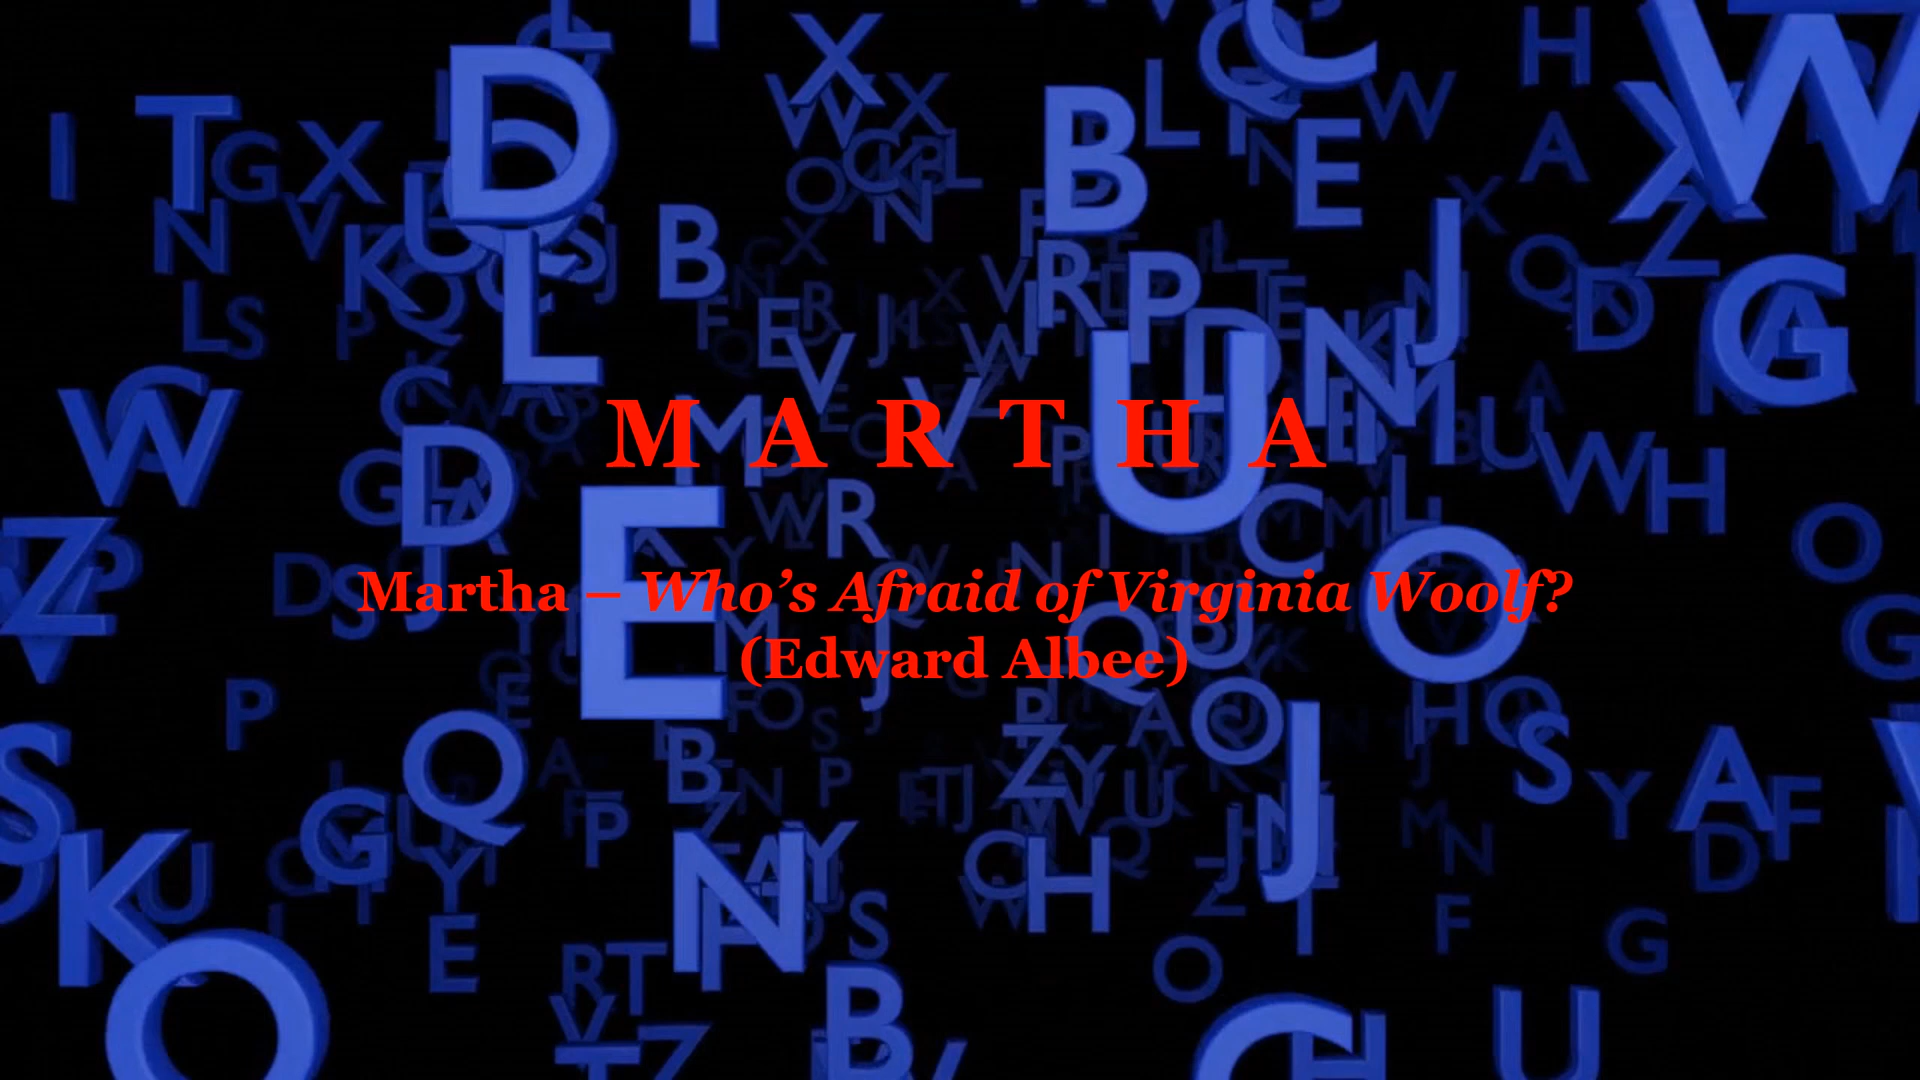 M A R T H A
Martha – Who’s Afraid of Virginia Woolf?
(Edward Albee)